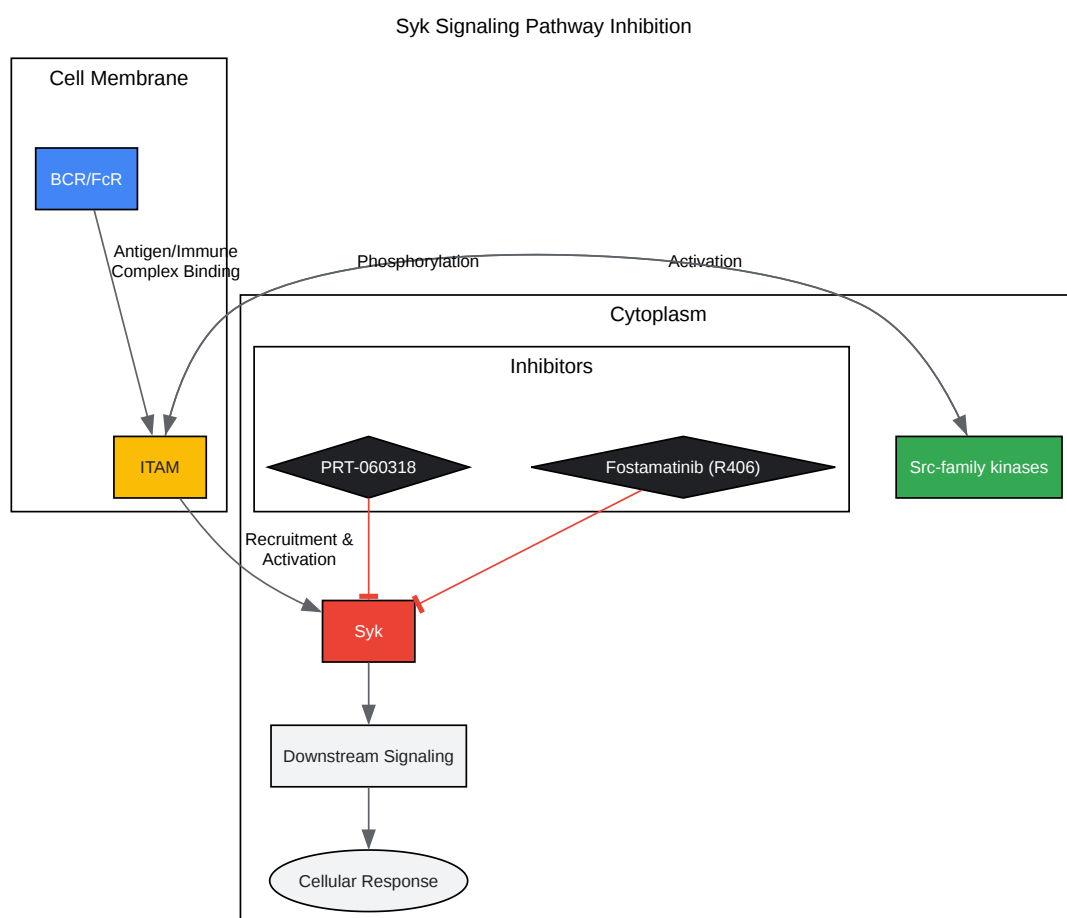 Syk Signaling Pathway Inhibition
Cell Membrane
BCR/FcR
Antigen/Immune
Complex Binding
Phosphorylation
Activation
Cytoplasm
Inhibitors
ITAM
PRT-060318
Fostamatinib (R406)
Src-family kinases
Recruitment &
Activation
Syk
Downstream Signaling
Cellular Response